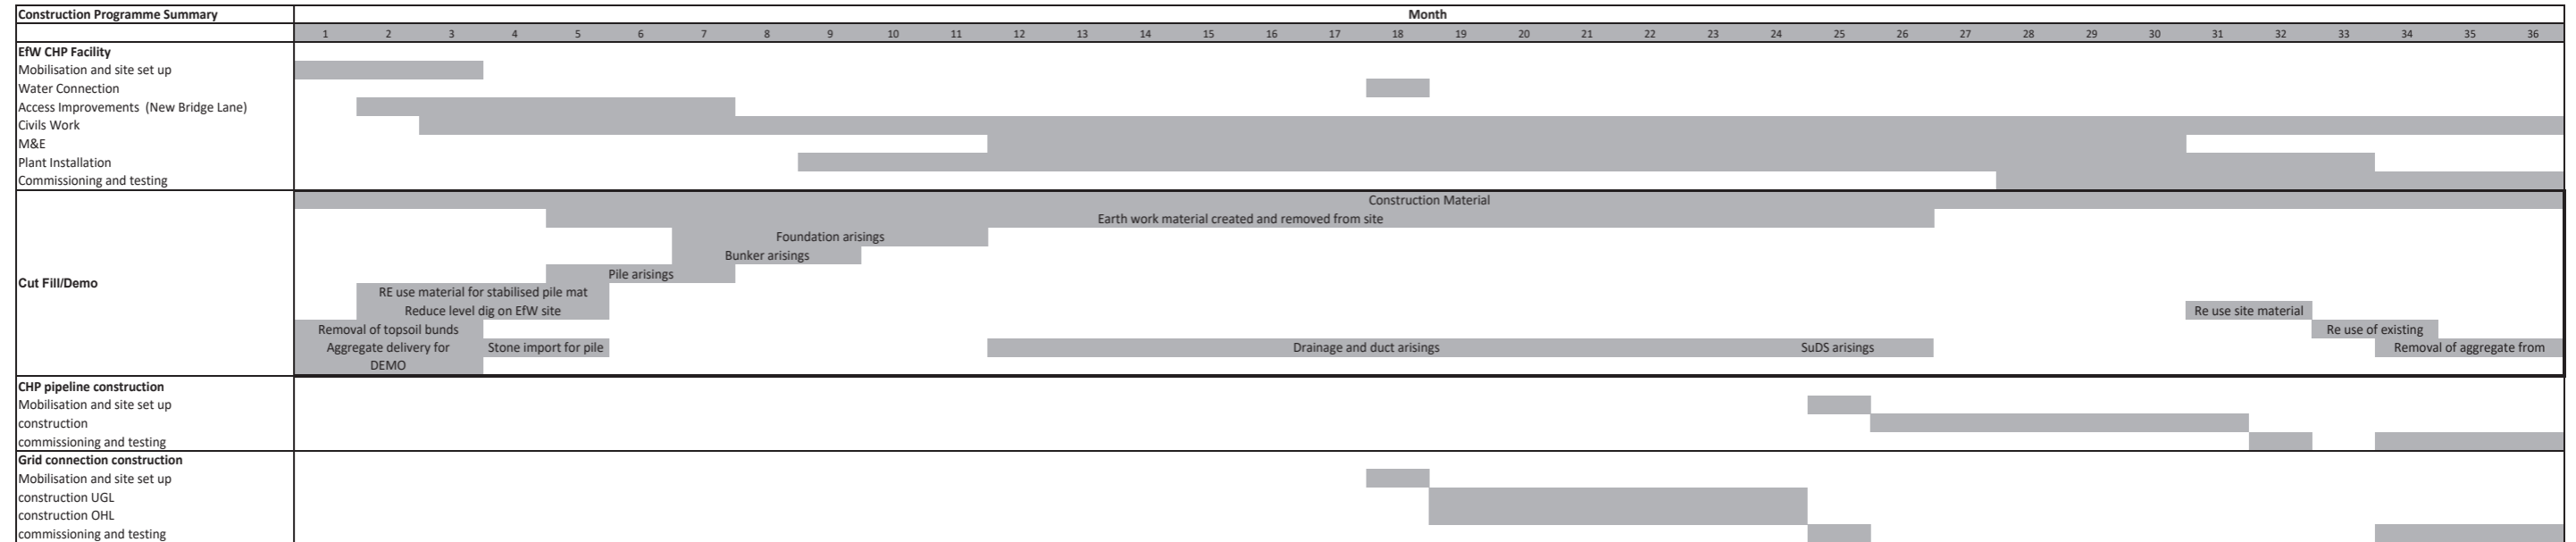 Construction Programme Summary Month
1 2 3 4 5 6 7 8 9 10 11 12 13 14 15 16 17 18 19 20 21 22 23 24 25 26 27 28 29 30 31 32 33 34 35 36
EfW CHP Facility
Mobilisation and site set up
Water Connection
Access Improvements (New Bridge Lane)
Civils Work
M&E
Plant Installation
Commissioning and testing
Construction Material
Earth work material created and removed from site
Foundation arisings
Bunker arisings
Pile arisings
Cut Fill/Demo
RE use material for stabilised pile mat
Reduce level dig on EfW site Re use site material
Removal of topsoil bunds Re use of existing
Aggregate delivery for Stone import for pile Drainage and duct arisings SuDS arisings Removal of aggregate from
DEMO
CHP pipeline construction
Mobilisation and site set up
construction
commissioning and testing
Grid connection construction
Mobilisation and site set up
construction UGL
construction OHL
commissioning and testing